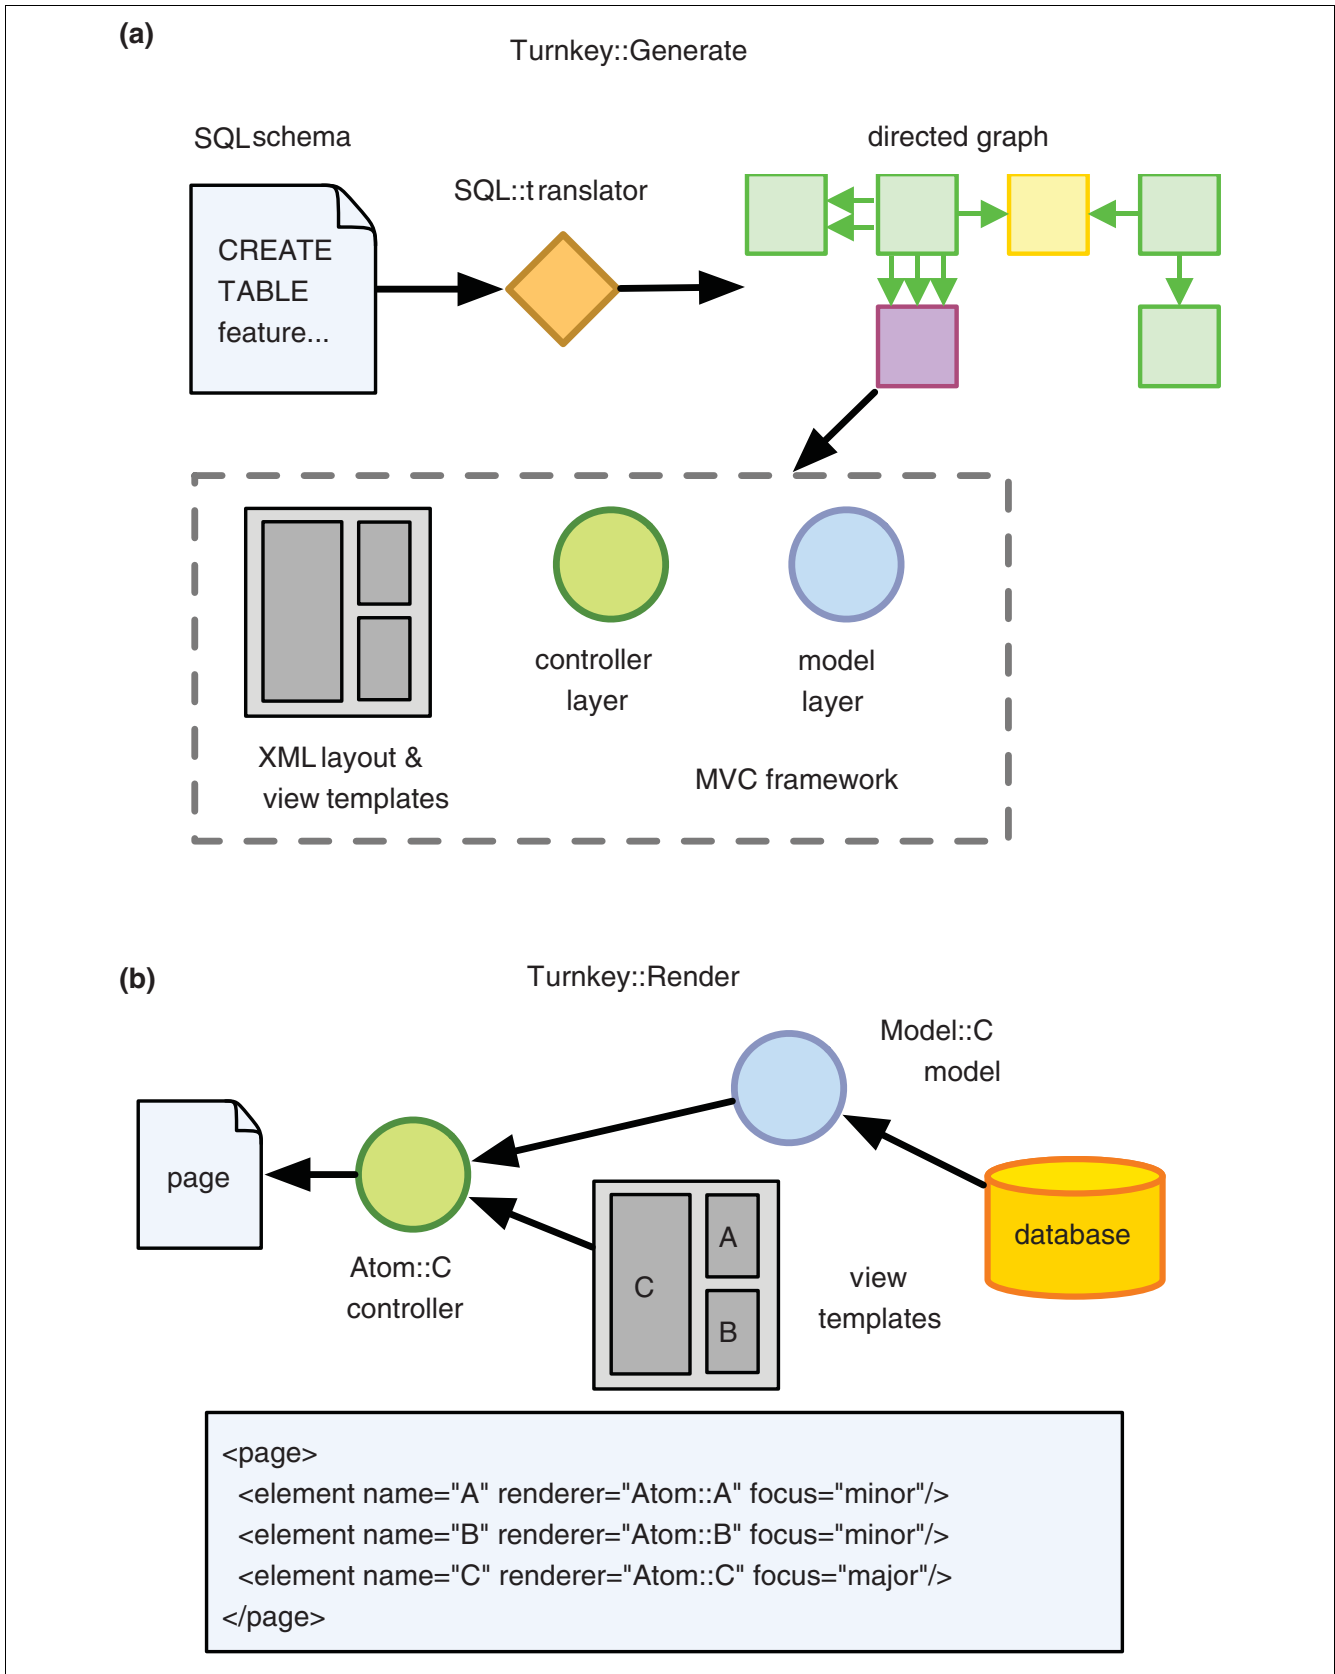 (a)
Turnkey::Generate
SQL schema
directed graph
SQL::translator
CREATE
TABLE
feature...
controller
layer
model
layer
XML layout &
view templates
MVC framework
(b)
Turnkey::Render
Model::C
model
page
database
A
C
B
Atom::C
controller
view
templates
<page>
<element name="A" renderer="Atom::A" focus="minor"/>
<element name="B" renderer="Atom::B" focus="minor"/>
<element name="C" renderer="Atom::C" focus="major"/>
</page>